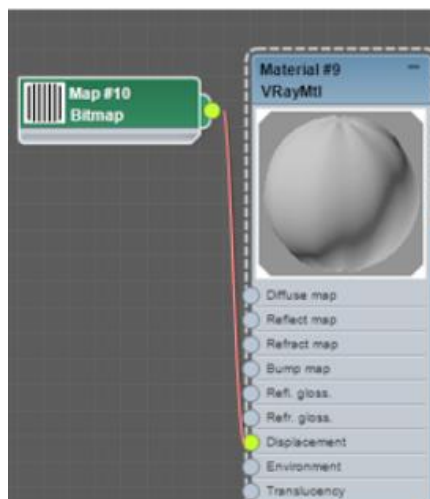 Map #10
Bitmap
Material #9
VRayMtl
Diffuse map
Reflect map
Refract map
Bump map
Refl. gloss.
Refr. gloss.
Displacement
Environment
Translucency